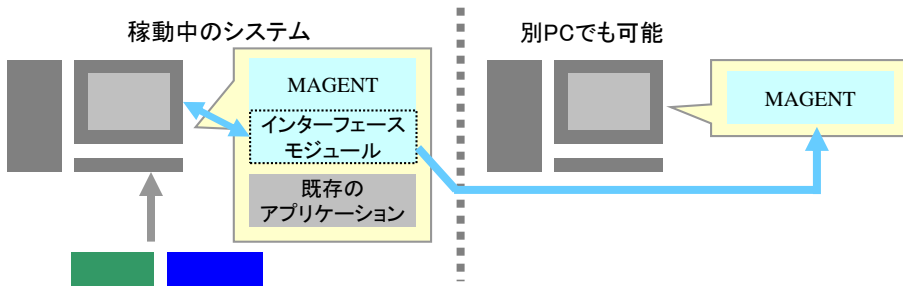 稼動中のシステム
別PCでも可能
MAGENT
インターフェース
モジュール
既存の
アプリケーション
MAGENT